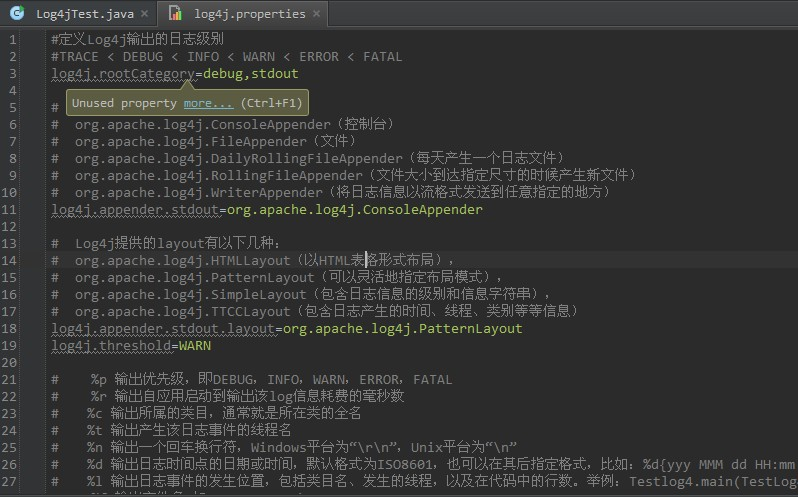 Log4jTest.java
log4j.properties
1 #定义Log4j输出的日志级别
2 #TRACE < DEBUG < INFO < WARN < ERROR < FATAL
3 log4j.rootCategory=debug,stdout
4
Unused property more... (Ctrl+F1)
5 #
6 # org.apache.log4j.ConsoleAppender（控制台）
7 # org.apache.log4j.FileAppender（文件）
8 # org.apache.log4j.DailyRollingFileAppender（每天产生一个日志文件）
9 # org.apache.log4j.RollingFileAppender（文件大小到达指定尺寸的时候产生新文件）
10 # org.apache.log4j.WriterAppender（将日志信息以流格式发送到任意指定的地方）
11 log4j.appender.stdout=org.apache.log4j.ConsoleAppender
12
13 # Log4j提供的layout有以下几种：
14 # org.apache.log4j.HTMLLayout（以HTML表格形式布局），
15 # org.apache.log4j.PatternLayout（可以灵活地指定布局模式），
16 # org.apache.log4j.SimpleLayout（包含日志信息的级别和信息字符串），
17 # org.apache.log4j.TTCCLayout（包含日志产生的时间、线程、类别等等信息）
18 log4j.appender.stdout.layout=org.apache.log4j.PatternLayout
19 log4j.threshold=WARN
20
21 # %p 输出优先级，即DEBUG，INFO，WARN，ERROR，FATAL
22 # %r 输出自应用启动到输出该log信息耗费的毫秒数
23 # %c 输出所属的类目，通常就是所在类的全名
24 # %t 输出产生该日志事件的线程名
25 # %n 输出一个回车换行符，Windows平台为“\r\n”，Unix平台为“\n”
26 # %d 输出日志时间点的日期或时间，默认格式为ISO8601，也可以在其后指定格式，比如：%d{yyy MMM dd HH:mm
27 # %l 输出日志事件的发生位置，包括类目名、发生的线程，以及在代码中的行数。举例：Testlog4.main(TestLog